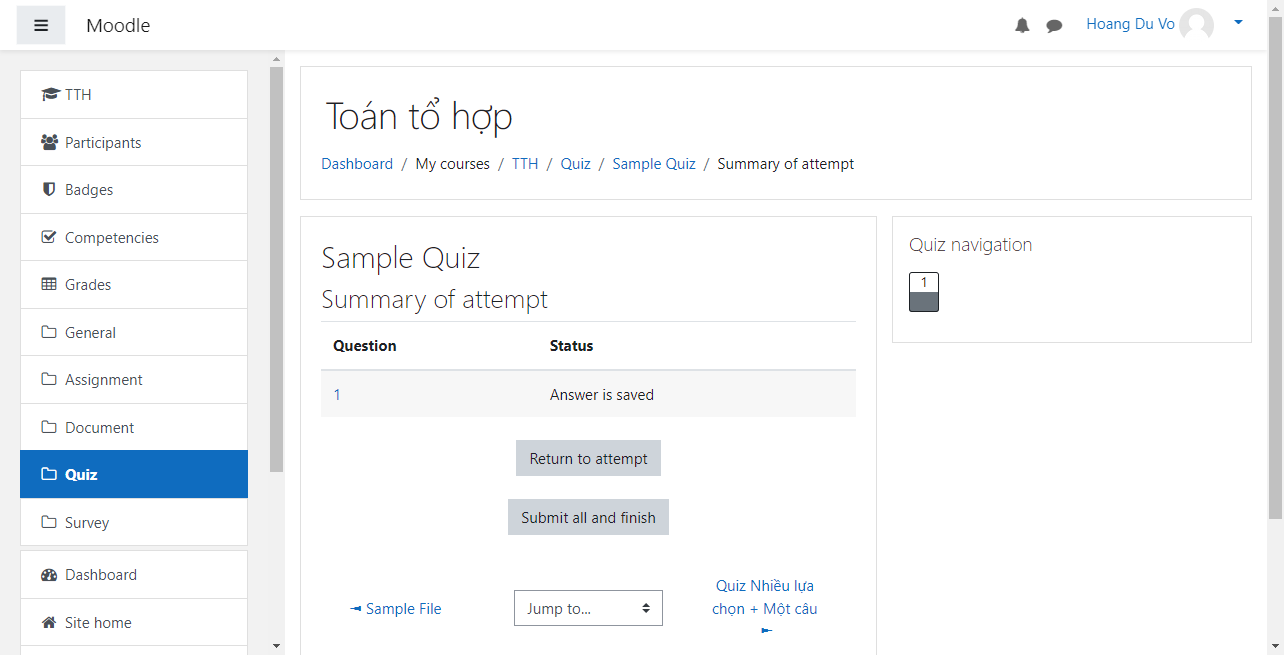 Moodle
Hoang Du Vo
TTH
Participants
Badges
Competencies
Grades
General
Assignment
Document
Quiz
Survey
Dashboard
Site home
Toán tổ hợp
Dashboard / My courses / TTH / Quiz / Sample Quiz / Summary of attempt
Sample Quiz
Summary of attempt
Question Status
1 Answer is saved
Return to attempt
Submit all and finish
◄ Sample File
Jump to...
Quiz Nhiều lựa
chọn + Một câu
►
Quiz navigation
1